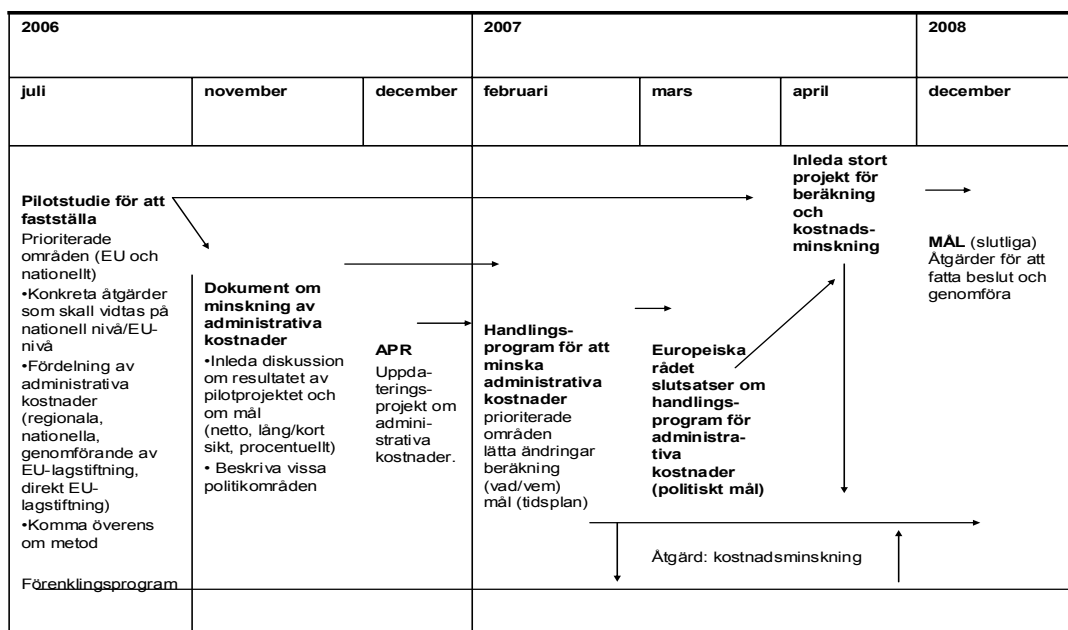 2006
2007
2008
juli
november
december
februari
mars
april
december
Pilotstudie för att
fastställa
Prioriterade
områden (EU och
nationellt)
•Konkreta åtgärder
som skall vidtas på
nationell nivå/EU-
nivå
•Fördelning av
administrativa
kostnader
(regionala,
nationella,
genomförande av
EU-lagstiftning,
direkt EU-
lagstiftning)
•Komma överens
om metod
Förenklingsprogram
Dokument om
minskning av
administrativa
kostnader
•Inleda diskussion
om resultatet av
pilotprojektet och
om mål
(netto, lång/kort
sikt, procentuellt)
• Beskriva vissa
politikområden
APR
Uppda-
terings-
projekt om
admini-
strativa
kostnader.
Handlings-
program för att
minska
administrativa
kostnader
prioriterade
områden
lätta ändringar
beräkning
(vad/vem)
mål (tidsplan)
Europeiska
rådet
slutsatser om
handlings-
program för
administra-
tiva
kostnader
(politiskt mål)
Inleda stort
projekt för
beräkning
och
kostnads-
minskning
MÅL (slutliga)
Åtgärder för att
fatta beslut och
genomföra
Åtgärd: kostnadsminskning